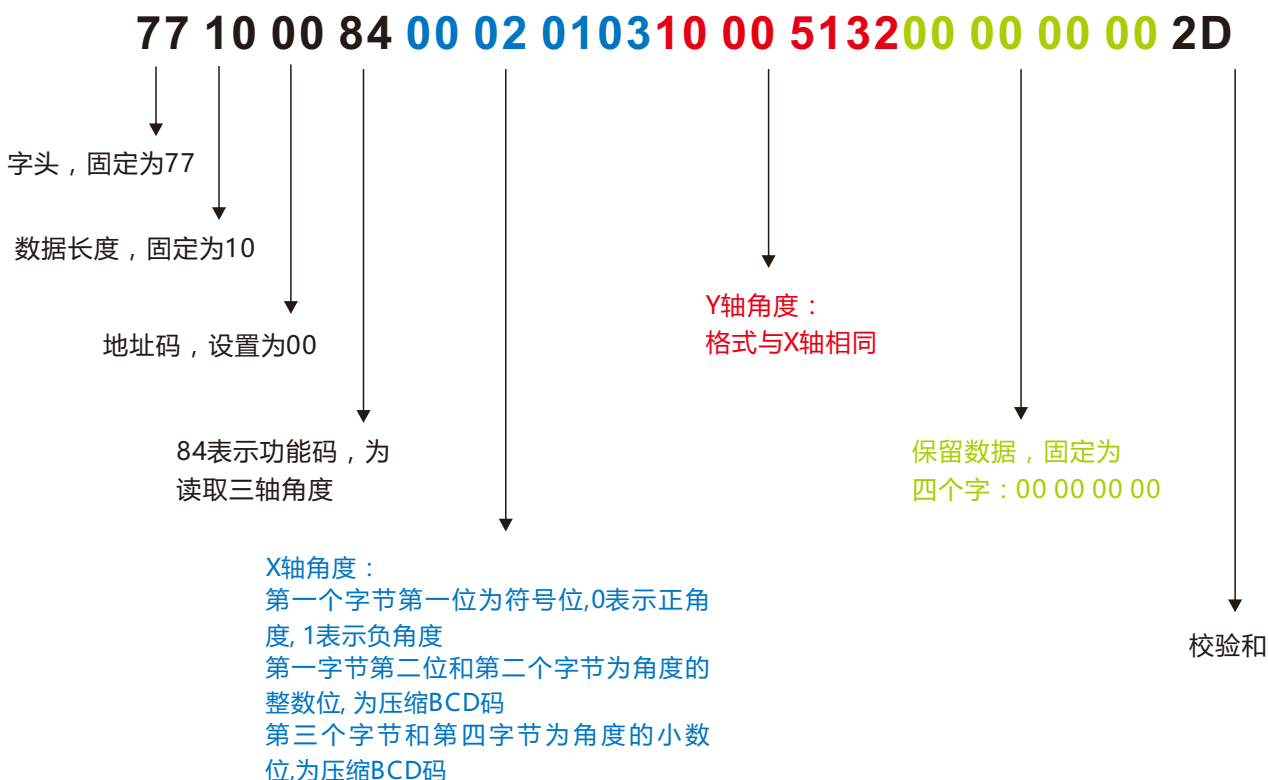 77 10 00 84 00 02 010310 00 513200 00 00 00 2D
字头，固定为77
数据长度，固定为10
地址码，设置为00
Y轴角度：
格式与X轴相同
84表示功能码，为
读取三轴角度
保留数据，固定为
四个字：00 00 00 00
X轴角度：
第一个字节第一位为符号位,0表示正角
度, 1表示负角度
第一字节第二位和第二个字节为角度的
整数位, 为压缩BCD码
第三个字节和第四字节为角度的小数
位,为压缩BCD码
校验和